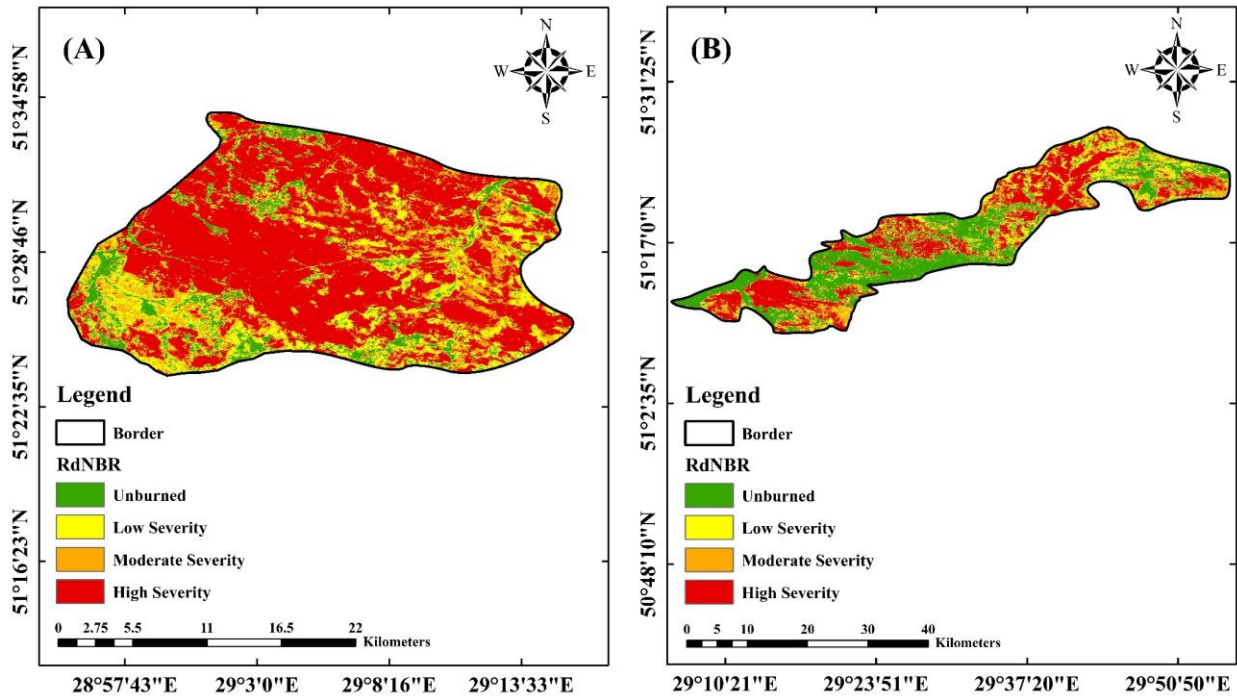 (A)
N
W E
S
51°34'58"N
51°28'46"N
51°22'35"N
51°16'23"N
Legend
Border
RdNBR
Unburned
Low Severity
Moderate Severity
High Severity
0 2.75 5.5 11 16.5 22
Kilometers
28°57'43"E 29°3'0"E 29°8'16"E 29°13'33"E
(B)
N
W E
S
51°31'25"N
51°17'0"N
51°2'35"N
50°48'10"N
Legend
Border
RdNBR
Unburned
Low Severity
Moderate Severity
High Severity
0 5 10 20 30 40
Kilometers
29°10'21"E 29°23'51"E 29°37'20"E 29°50'50"E